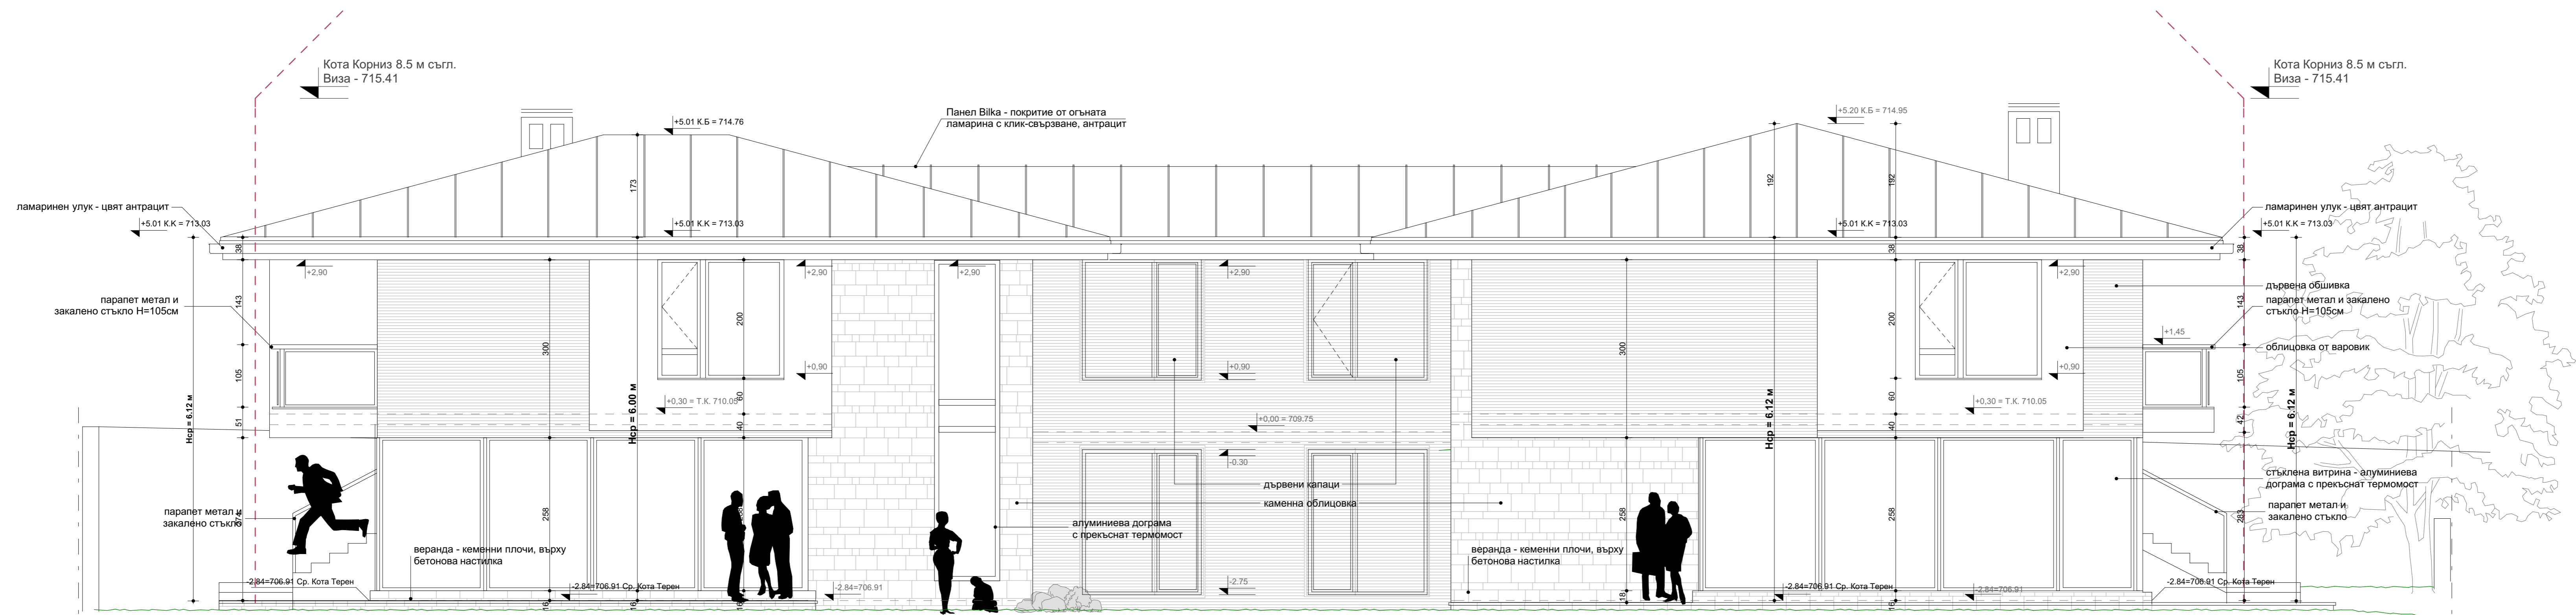 Кота Корниз 8.5 м съгл.
Виза - 715.41
Кота Корниз 8.5 м съгл.
Виза - 715.41
Панел Bilka - покритие от огъната
ламарина с клик-свързване, антрацит
+5.01 К.Б = 714.76
+5.20 К.Б = 714.95
173
192
192
ламаринен улук - цвят антрацит
ламаринен улук - цвят антрацит
+5.01 К.К = 713.03
+5.01 К.К = 713.03
+5.01 К.К = 713.03
+5.01 К.К = 713.03
38
38
38
+2,90
+2,90
+2,90
+2,90
+2,90
дървена обшивка
парапет метал и
закалено стъкло H=105см
парапет метал и закалено
стъкло H=105см
143
143
200
200
300
300
+1,45
облицовка от варовик
+0,90
+0,90
+0,90
105
105
60
60
+0,30 = Т.К. 710.05
+0,30 = Т.К. 710.05
Нср = 6.12 м
Нср = 6.00 м
Нср = 6.12 м
Нср = 6.12 м
51
40
40
42
+0,00 = 709.75
-0.30
дървени капаци
каменна облицовка
стъклена витрина - алуминиева
дограма с прекъснат термомост
парапет метал и
закалено стъкло
парапет метал и
закалено стъкло
258
258
258
283
алуминиева дограма
с прекъснат термомост
веранда - кеменни плочи, върху
бетонова настилка
веранда - кеменни плочи, върху
бетонова настилка
-2.84=706.91 Ср. Кота Терен
-2.84=706.91 Ср. Кота Терен
-2.84=706.91
-2.75
-2.84=706.91 Ср. Кота Терен
-2.84=706.91
-2.84=706.91 Ср. Кота Терен
16
16
16
18
16